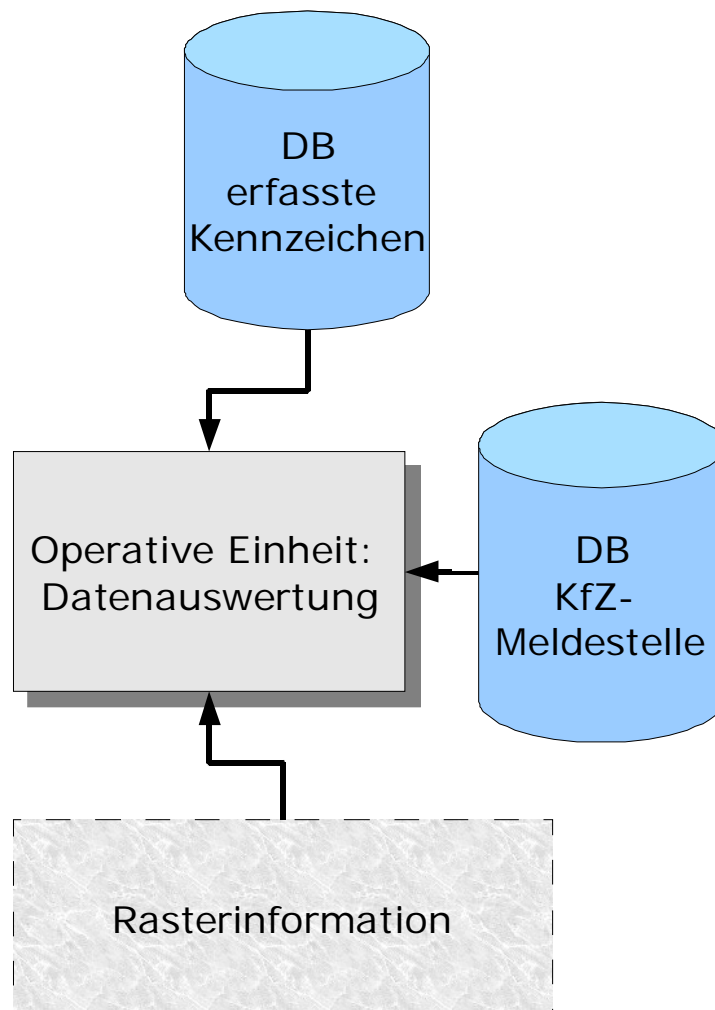 DB
erfasste
Kennzeichen
Operative Einheit:
Datenauswertung
DB
KfZ-
Meldestelle
Rasterinformation